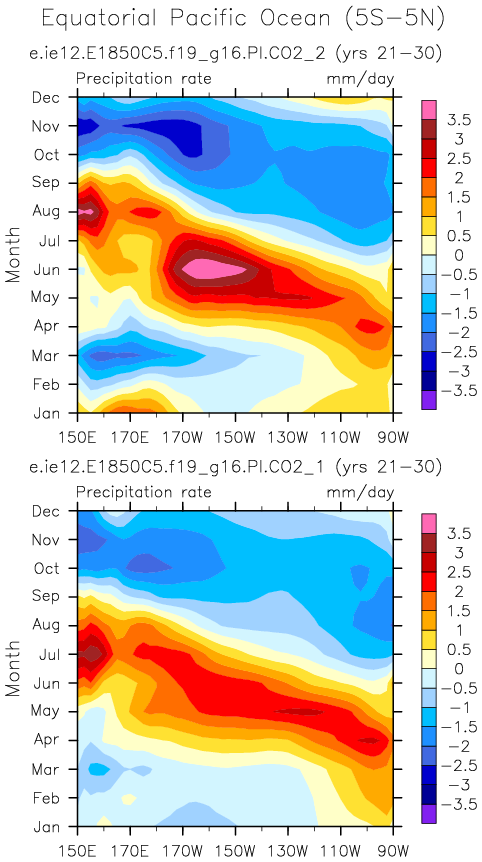 Equatorial Pacific Ocean (5S-5N)
e.ie12.E1850C5.f19_g16.PI.CO2_2 (yrs 21-30)
Precipitation rate mm/day
Dec
Nov
Oct
Sep
Aug
Jul
Jun
May
Apr
Mar
Feb
Jan
Month
150E 170E 170W 150W 130W 110W 90W
3.5
3
2.5
2
1.5
1
0.5
0
-0.5
-1
-1.5
-2
-2.5
-3
-3.5
e.ie12.E1850C5.f19_g16.PI.CO2_1 (yrs 21-30)
Precipitation rate mm/day
Dec
Nov
Oct
Sep
Aug
Jul
Jun
May
Apr
Mar
Feb
Jan
Month
150E 170E 170W 150W 130W 110W 90W
3.5
3
2.5
2
1.5
1
0.5
0
-0.5
-1
-1.5
-2
-2.5
-3
-3.5